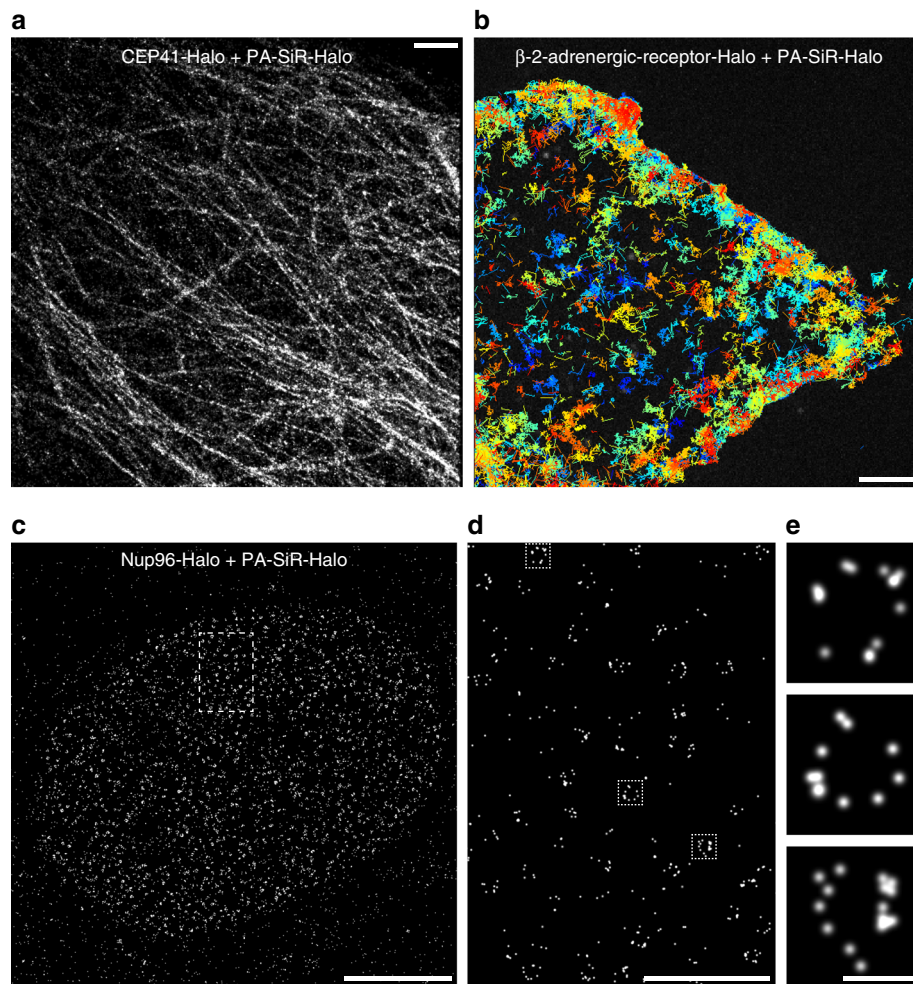 a
CEP41-Halo + PA-SiR-Halo
b
β-2-adrenergic-receptor-Halo + PA-SiR-Halo
c
Nup96-Halo + PA-SiR-Halo
d
e